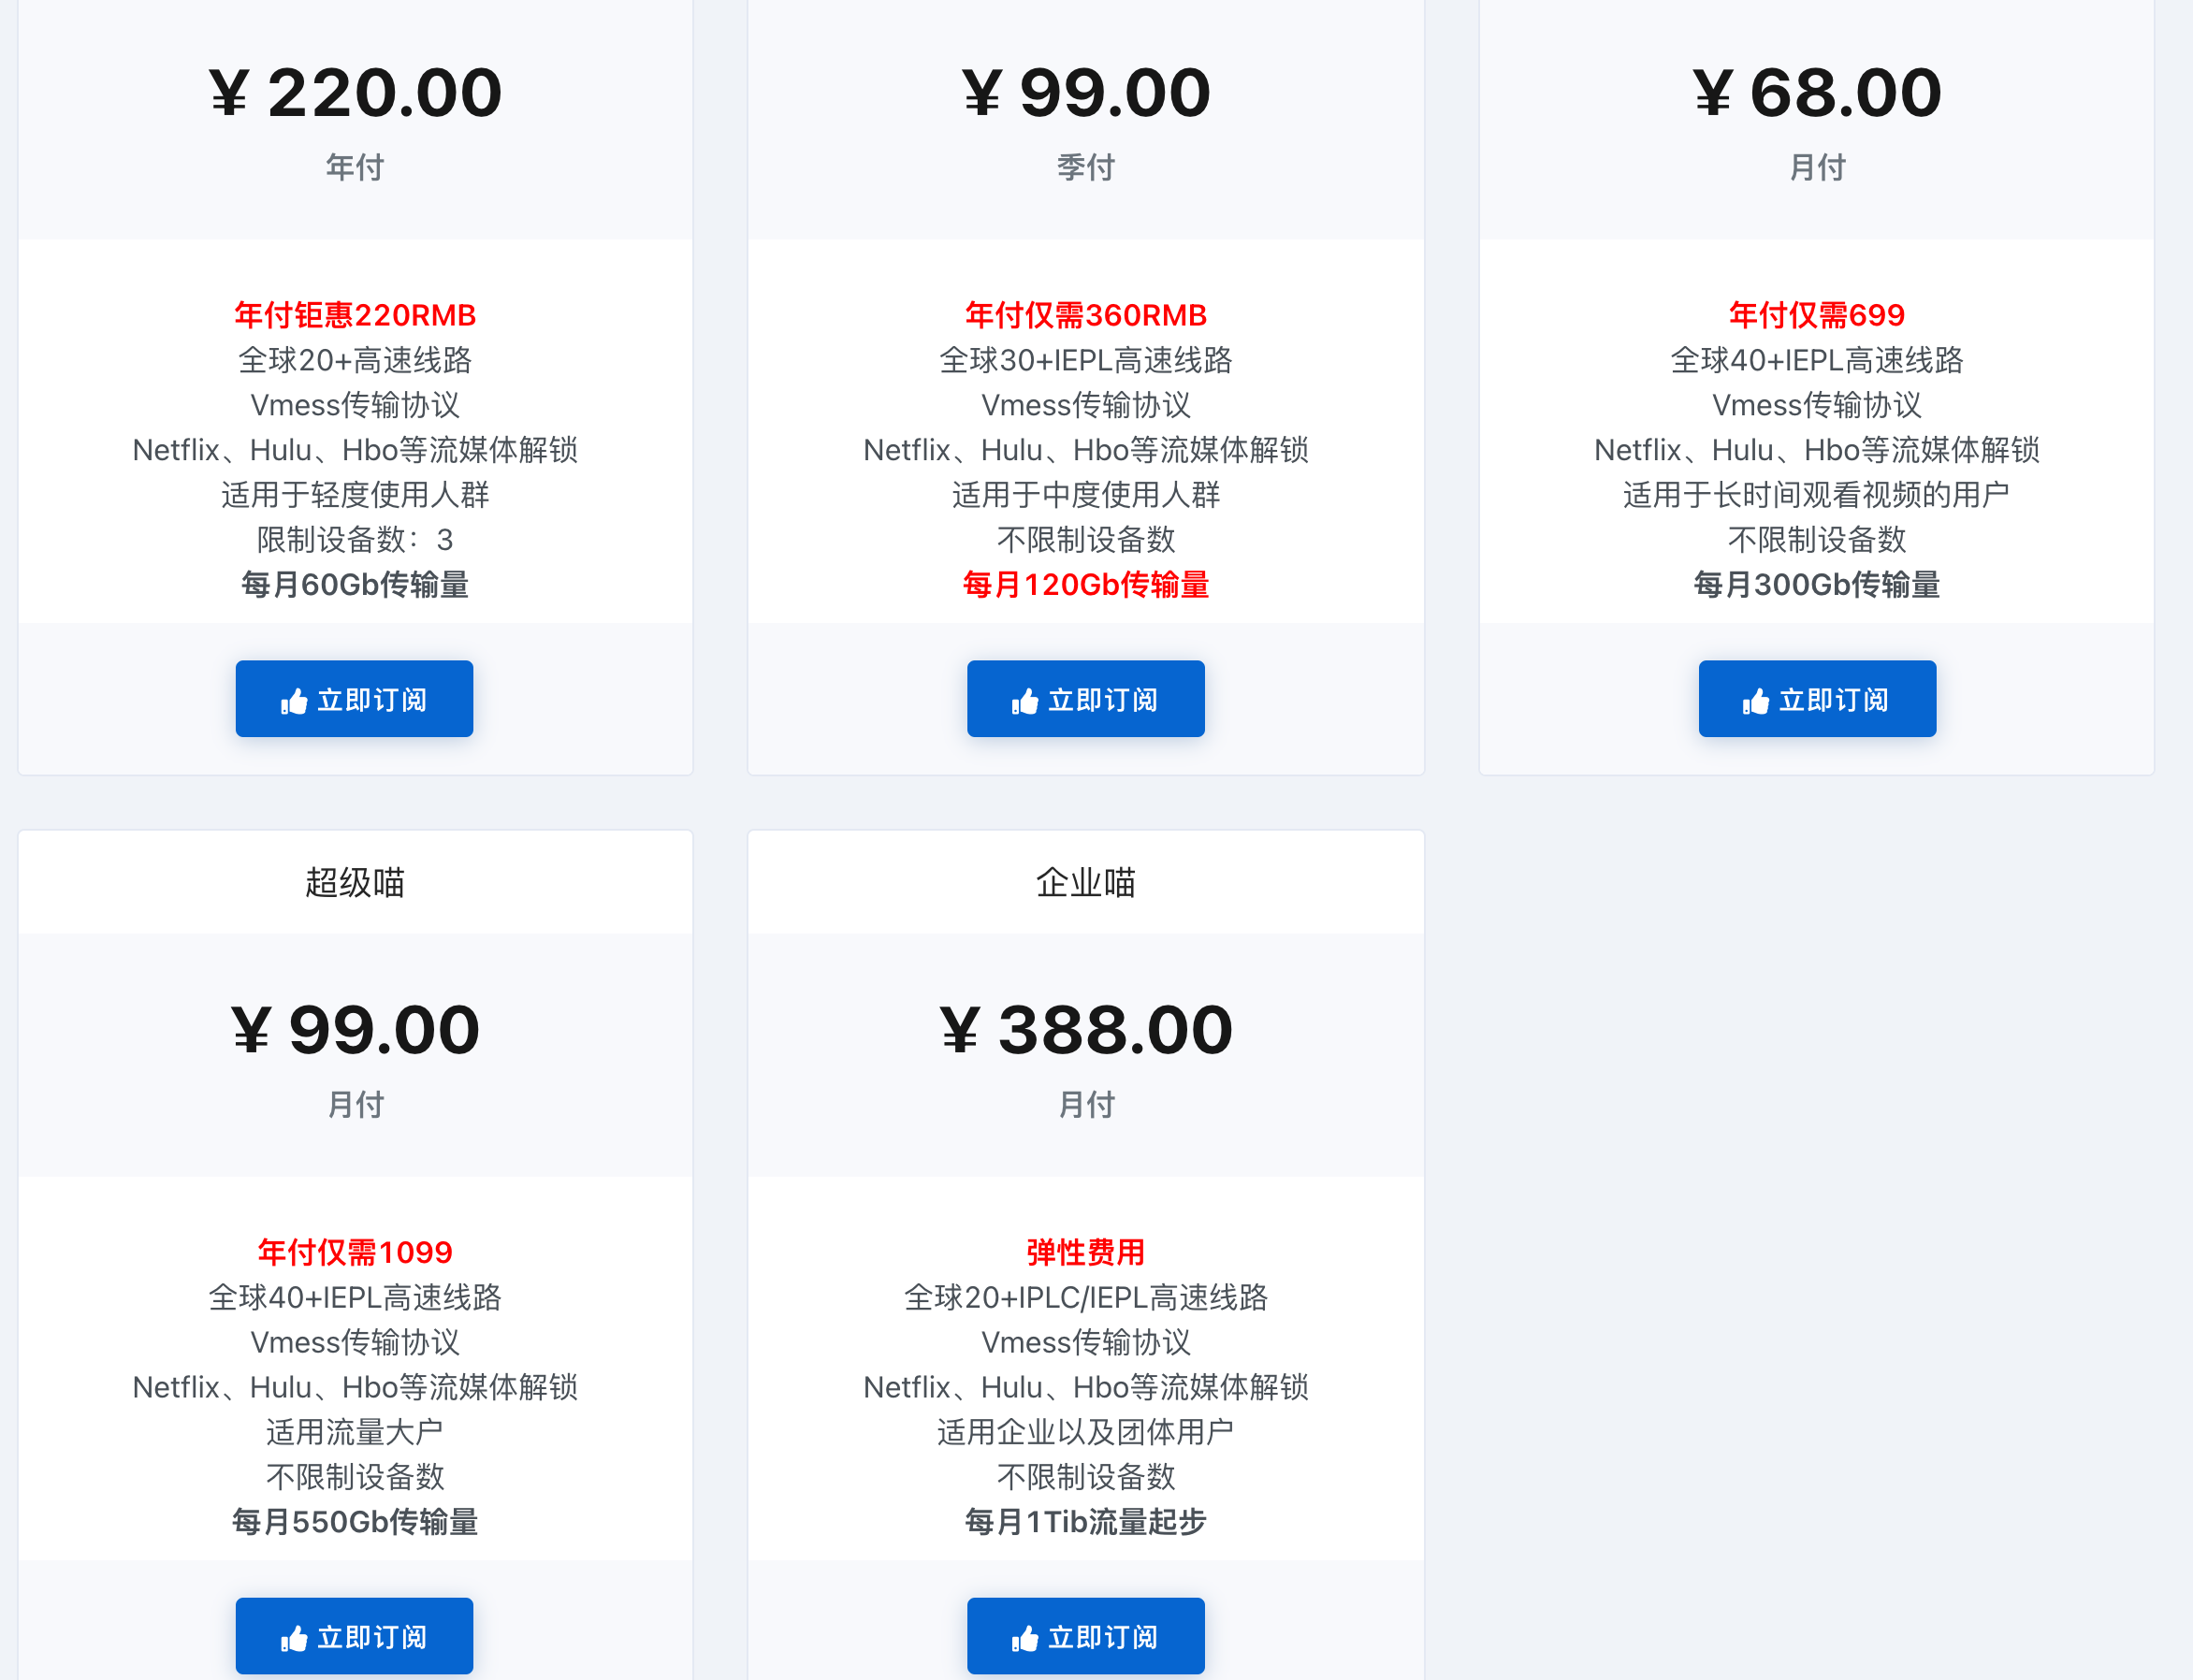 ¥ 220.00
年付
年付钜惠220RMB
全球20+高速线路
Vmess传输协议
Netflix、Hulu、Hbo等流媒体解锁
适用于轻度使用人群
限制设备数：3
每月60Gb传输量
立即订阅
¥ 99.00
季付
年付仅需360RMB
全球30+IEPL高速线路
Vmess传输协议
Netflix、Hulu、Hbo等流媒体解锁
适用于中度使用人群
不限制设备数
每月120Gb传输量
立即订阅
¥ 68.00
月付
年付仅需699
全球40+IEPL高速线路
Vmess传输协议
Netflix、Hulu、Hbo等流媒体解锁
适用于长时间观看视频的用户
不限制设备数
每月300Gb传输量
立即订阅
超级喵
¥ 99.00
月付
年付仅需1099
全球40+IEPL高速线路
Vmess传输协议
Netflix、Hulu、Hbo等流媒体解锁
适用流量大户
不限制设备数
每月550Gb传输量
立即订阅
企业喵
¥ 388.00
月付
弹性费用
全球20+IPLC/IEPL高速线路
Vmess传输协议
Netflix、Hulu、Hbo等流媒体解锁
适用企业以及团体用户
不限制设备数
每月1Tib流量起步
立即订阅